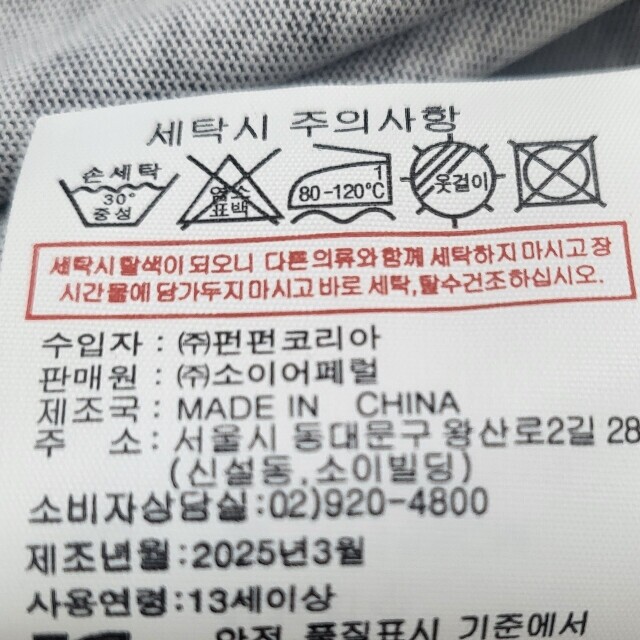 세탁시 주의사항
손세탁
30°
중성
염소
표백
1
80-120℃
옷걸이
세탁시 탈색이 되오니 다른 의류와 함께 세탁하지 마시고 장
시간 물에 담가두지 마시고 바로 세탁,탈수건조하십시오.
수입자 : ㈜펀펀코리아
판매원 : ㈜소이어페럴
제조국 : MADE IN CHINA
주 소 : 서울시 동대문구 왕산로2길 28
(신설동,소이빌딩)
소비자상담실:02)920-4800
제조년월:2025년3월
사용연령:13세이상
안전 품질표시 기준에서